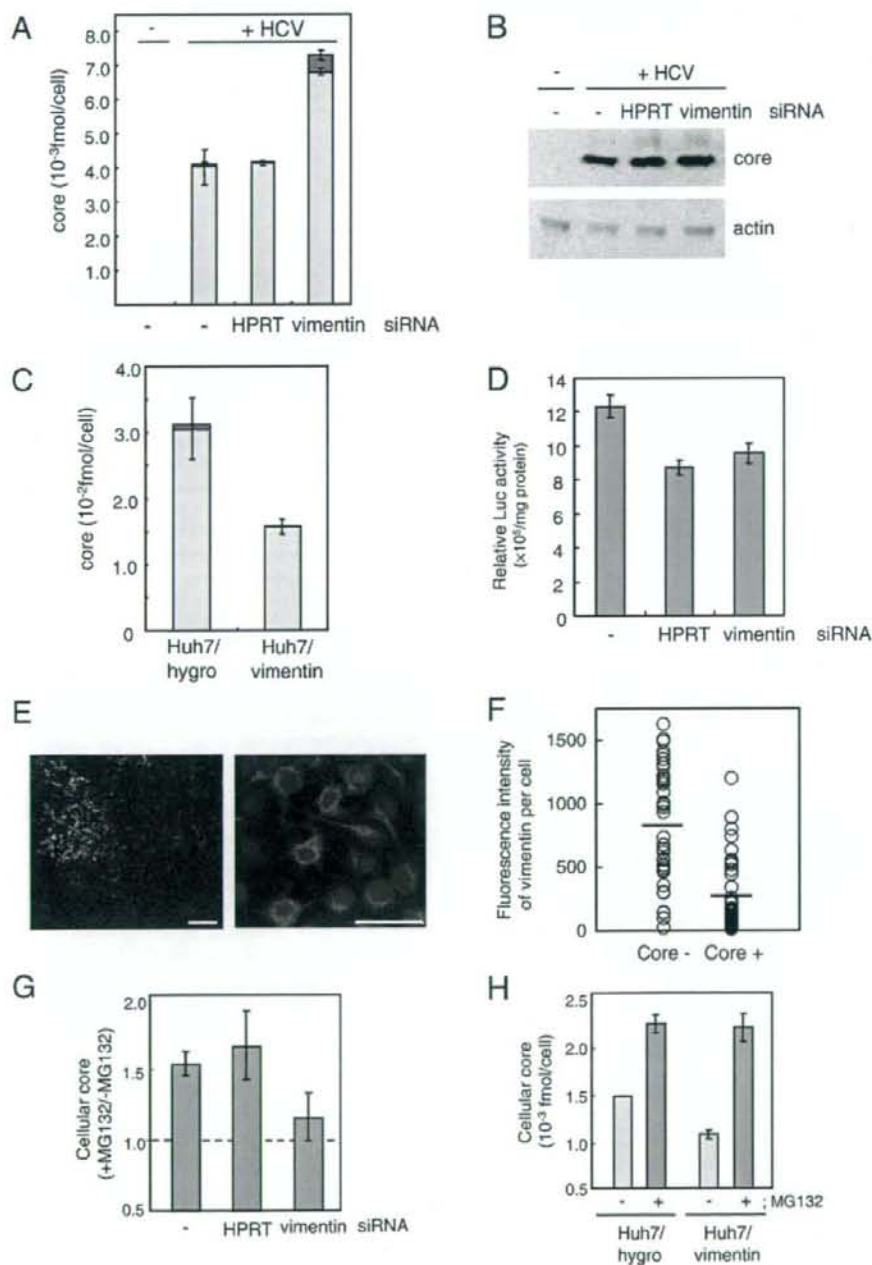 A
- + HCV
core (10-3fmol/cell)
8.0
7.0
6.0
5.0
4.0
3.0
2.0
1.0
- - HPRT vimentin siRNA
B
- + HCV
- - HPRT vimentin siRNA
core
actin
C
core (10-2fmol/cell)
4.0
3.0
2.0
1.0
0
Huh7/
hygro
Huh7/
vimentin
D
Relative Luc activity
(x105/mg protein)
14
12
10
8
6
4
2
0
- HPRT vimentin siRNA
E
F
Fluorescence intensity
of vimentin per cell
1500
1000
500
0
Core - Core +
G
Cellular core
(+MG132/-MG132)
2.0
1.5
1.0
0.5
- HPRT vimentin siRNA
H
Cellular core
(10-3 fmol/cell)
2.5
2.0
1.5
1.0
0.5
- + - + ; MG132
Huh7/
hygro
Huh7/
vimentin